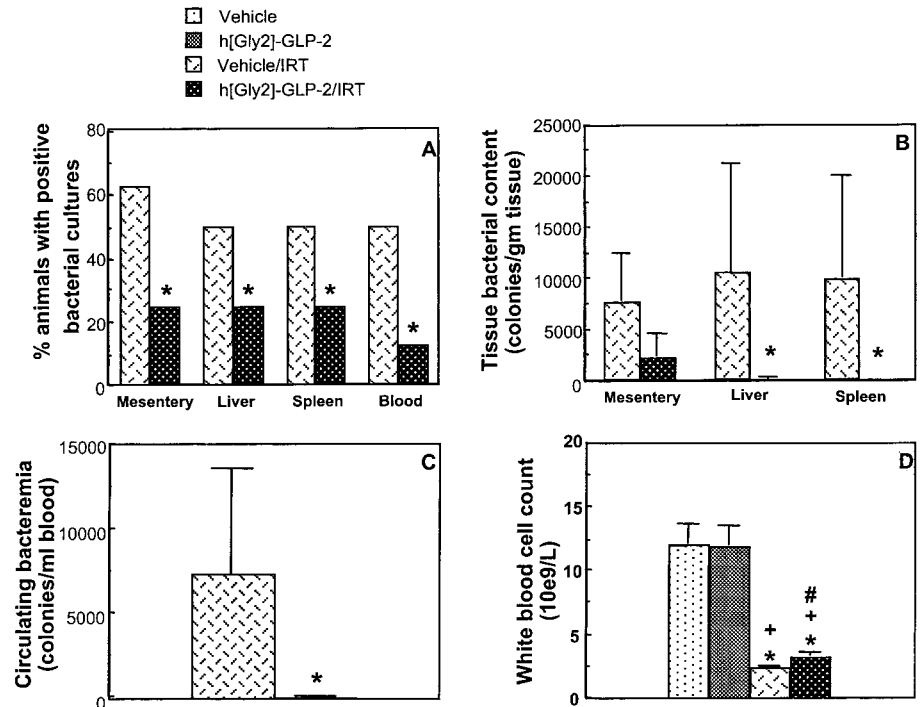 Vehicle
h[Gly2]-GLP-2
Vehicle/IRT
h[Gly2]-GLP-2/IRT
A
% animals with positive
bacterial cultures
80
60
40
20
0
*
*
*
*
Mesentery Liver Spleen Blood
B
Tissue bacterial content
(colonies/gm tissue)
25000
20000
15000
10000
5000
0
*
*
Mesentery Liver Spleen
C
Circulating bacteremia
(colonies/ml blood)
15000
10000
5000
0
*
D
White blood cell count
(10e9/L)
20
15
10
5
0
+
*
#
+
*